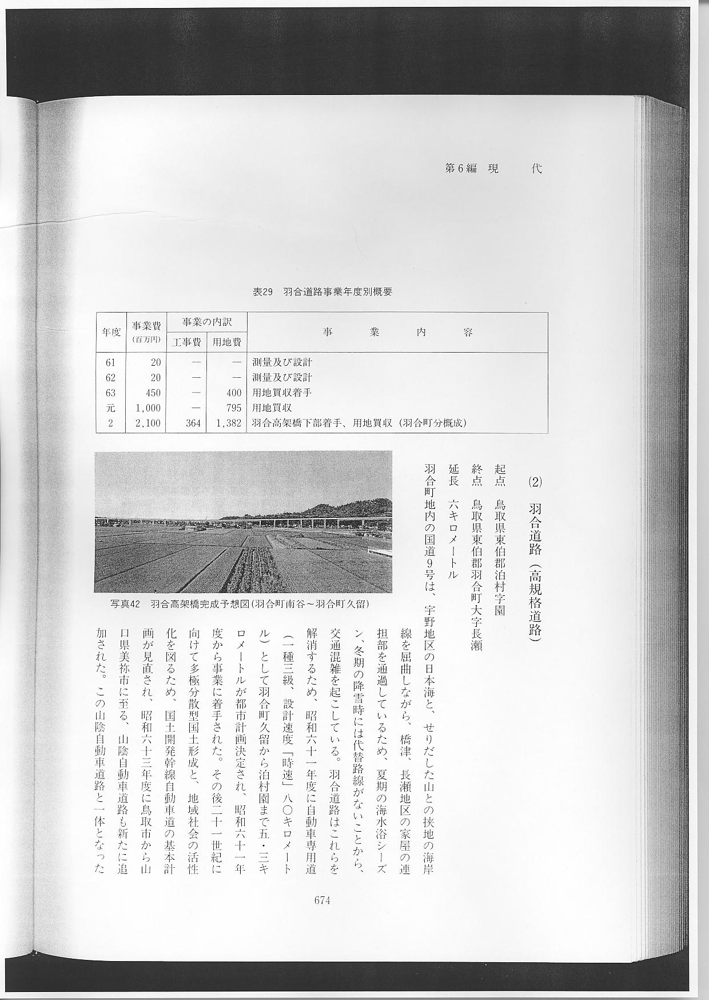 第6編 現 代
表29 羽合道路事業年度別概要
年度 事業費(百万円) 事業の内訳 事業内容
工事費 用地費
61 20 ― ― 測量及び設計
62 20 ― ― 測量及び設計
63 450 ― 400 用地買収着手
元 1,000 ― 795 用地買収
2 2,100 364 1,382 羽合高架橋下部着手、用地買収（羽合町分概成）
(2) 羽合道路（高規格道路）
起点 鳥取県東伯郡泊村字園
終点 鳥取県東伯郡羽合町大字長瀬
延長 六キロメートル
羽合町地内の国道9号は、宇野地区の日本海と、せりだした山との挟地の海岸
線を屈曲しながら、橋津、長瀬地区の家屋の連
担部を通過しているため、夏期の海水浴シーズ
ン、冬期の降雪時には代替路線がないことから、
交通混雑を起こしている。羽合道路はこれらを
解消するため、昭和六十一年度に自動車専用道
（一種三級、設計速度「時速」八〇キロメート
ル）として羽合町久留から泊村園まで五・三キ
ロメートルが都市計画決定され、昭和六十一年
度から事業に着手された。その後二十一世紀に
向けて多極分散型国土形成と、地域社会の活性
化を図るため、国土開発幹線自動車道の基本計
画が見直され、昭和六十三年度に鳥取市から山
口県美祢市に至る、山陰自動車道路も新たに追
加された。この山陰自動車道路と一体となった
写真42 羽合高架橋完成予想図(羽合町南谷～羽合町久留)
674